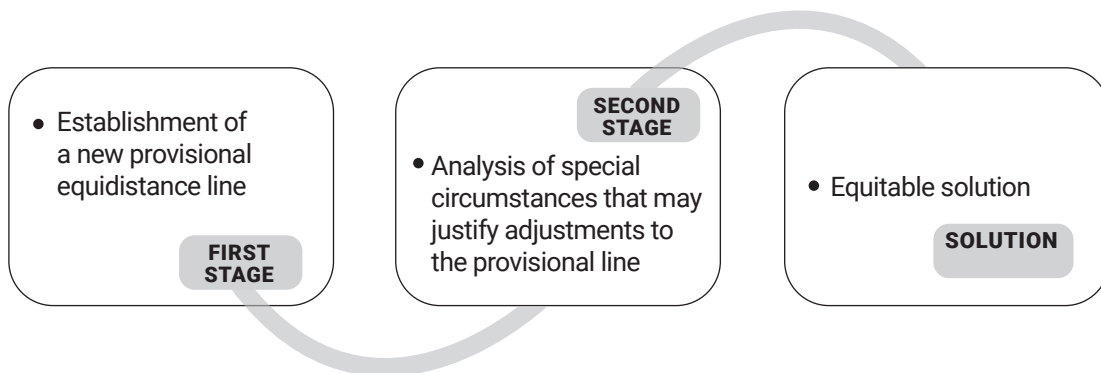 • Establishment of
a new provisional
equidistance line
FIRST
STAGE
SECOND
STAGE
• Analysis of special
circumstances that may
justify adjustments to
the provisional line
• Equitable solution
SOLUTION